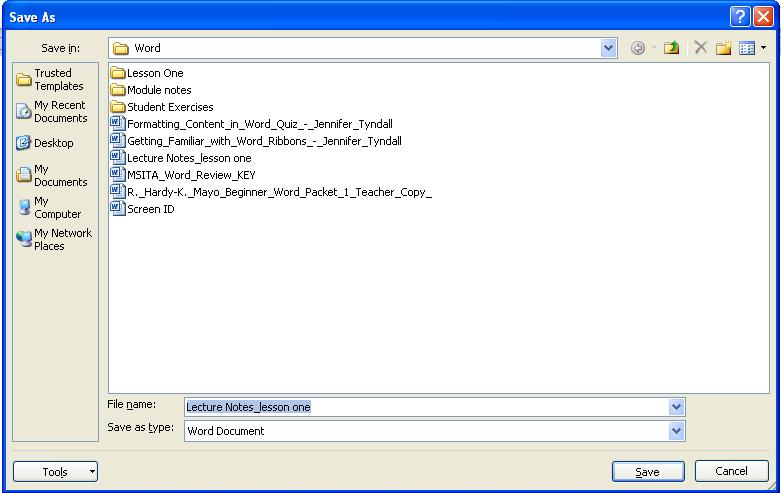 Save As
?
Save in:
Word
Trusted
Templates
My Recent
Documents
Desktop
My
Documents
My
Computer
My Network
Places
Lesson One
Module notes
Student Exercises
Formatting_Content_in_Word_Quiz_-_Jennifer_Tyndall
Getting_Familiar_with_Word_Ribbons_-_Jennifer_Tyndall
Lecture Notes_lesson one
MSITA_Word_Review_KEY
R._Hardy-K._Mayo_Beginner_Word_Packet_1_Teacher_Copy_
Screen ID
File name:
Lecture Notes_lesson one
Save as type:
Word Document
Tools
Save
Cancel